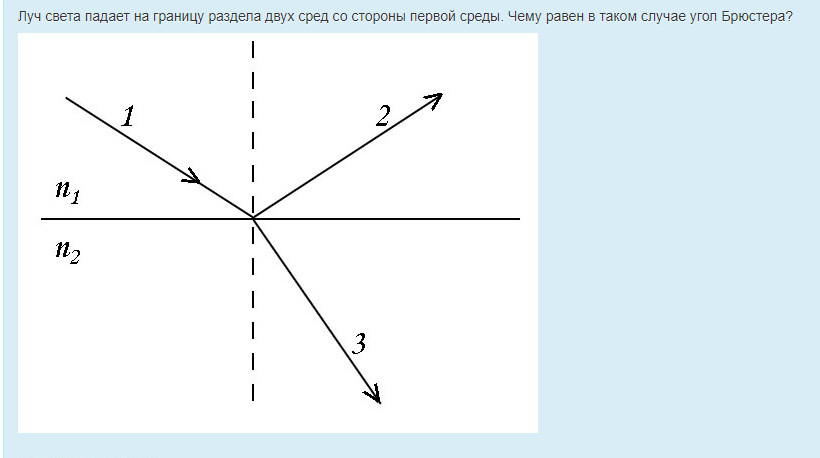 Луч света падает на границу раздела двух сред со стороны первой среды. Чему равен в таком случае угол Брюстера?
1
2
n1
n2
3